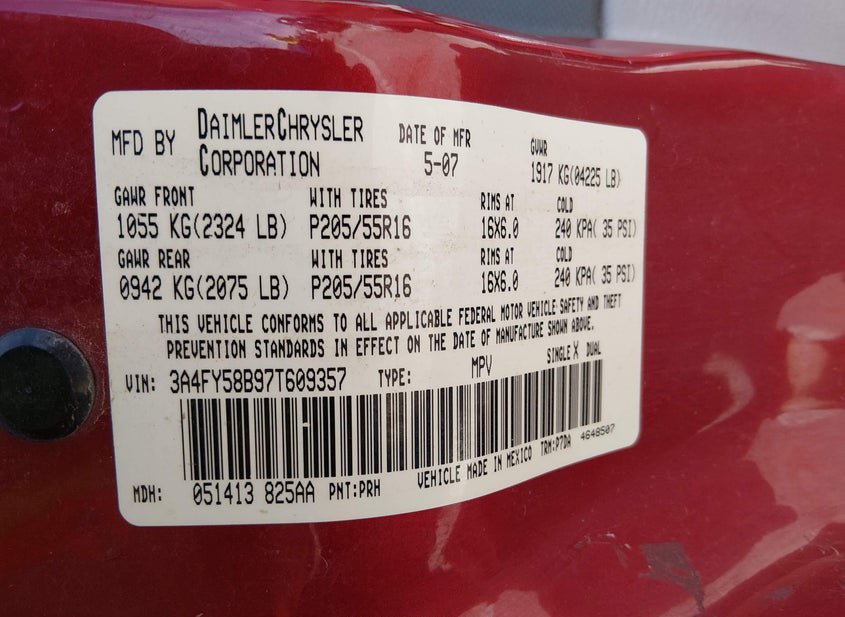 MFD BY DAIMLERCHRYSLER CORPORATION DATE OF MFR 5-07 GVWR 1917 KG(04225 LB)
GAWR FRONT WITH TIRES RIMS AT COLD
1055 KG(2324 LB) P205/55R16 16X6.0 240 KPA( 35 PSI)
GAWR REAR WITH TIRES RIMS AT COLD
0942 KG(2075 LB) P205/55R16 16X6.0 240 KPA( 35 PSI)
THIS VEHICLE CONFORMS TO ALL APPLICABLE FEDERAL MOTOR VEHICLE SAFETY AND THEFT
PREVENTION STANDARDS IN EFFECT ON THE DATE OF MANUFACTURE SHOWN ABOVE.
VIN: 3A4FY58B97T609357 TYPE: MPV SINGLE X DUAL
MDH: 051413 825AA PNT:PRH VEHICLE MADE IN MEXICO TRM:P7DA 4648507